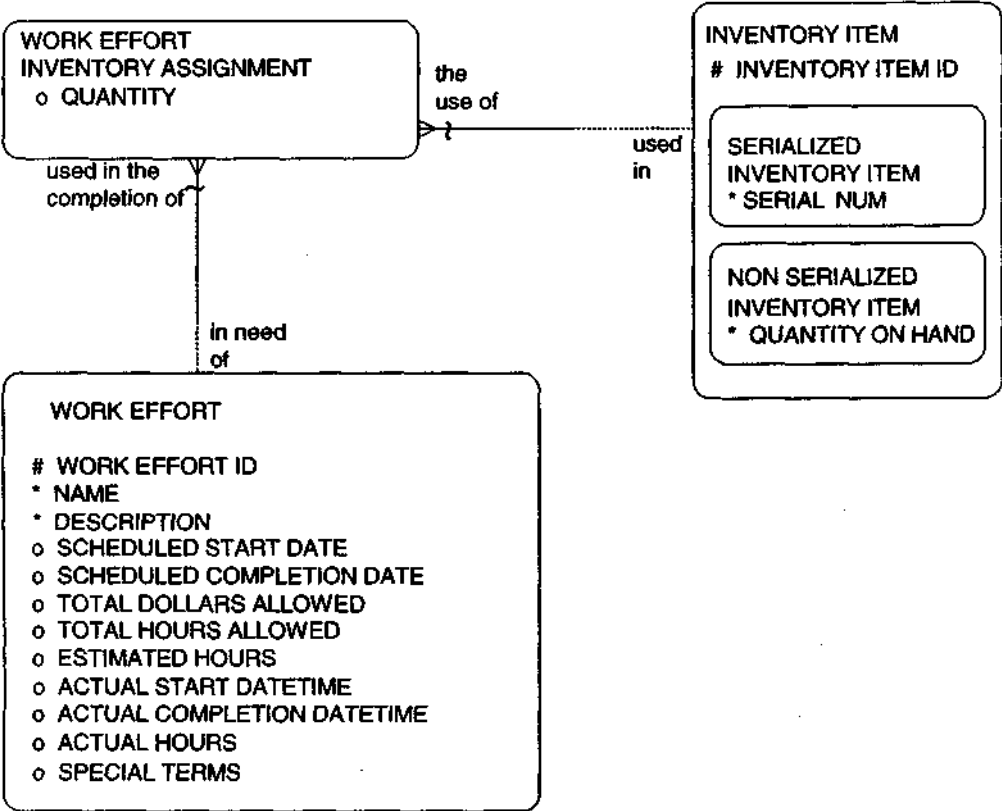 WORK EFFORT
INVENTORY ASSIGNMENT
o QUANTITY
the
use of
used in the
completion of
used
in
INVENTORY ITEM
# INVENTORY ITEM ID
SERIALIZED
INVENTORY ITEM
* SERIAL NUM
NON SERIALIZED
INVENTORY ITEM
* QUANTITY ON HAND
in need
of
WORK EFFORT
# WORK EFFORT ID
* NAME
* DESCRIPTION
o SCHEDULED START DATE
o SCHEDULED COMPLETION DATE
o TOTAL DOLLARS ALLOWED
o TOTAL HOURS ALLOWED
o ESTIMATED HOURS
o ACTUAL START DATETIME
o ACTUAL COMPLETION DATETIME
o ACTUAL HOURS
o SPECIAL TERMS